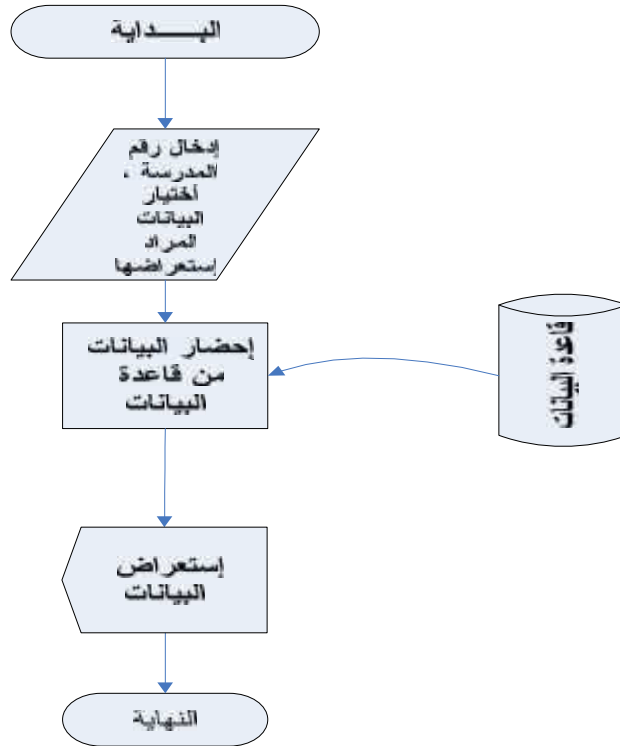 البـــــداية
إدخال رقم
المدرسة ،
أختيار
البيانات
المراد
إستعراضها
إحضار البيانات
من قاعدة
البيانات
قاعدة البيانات
إستعراض
البيانات
النهاية